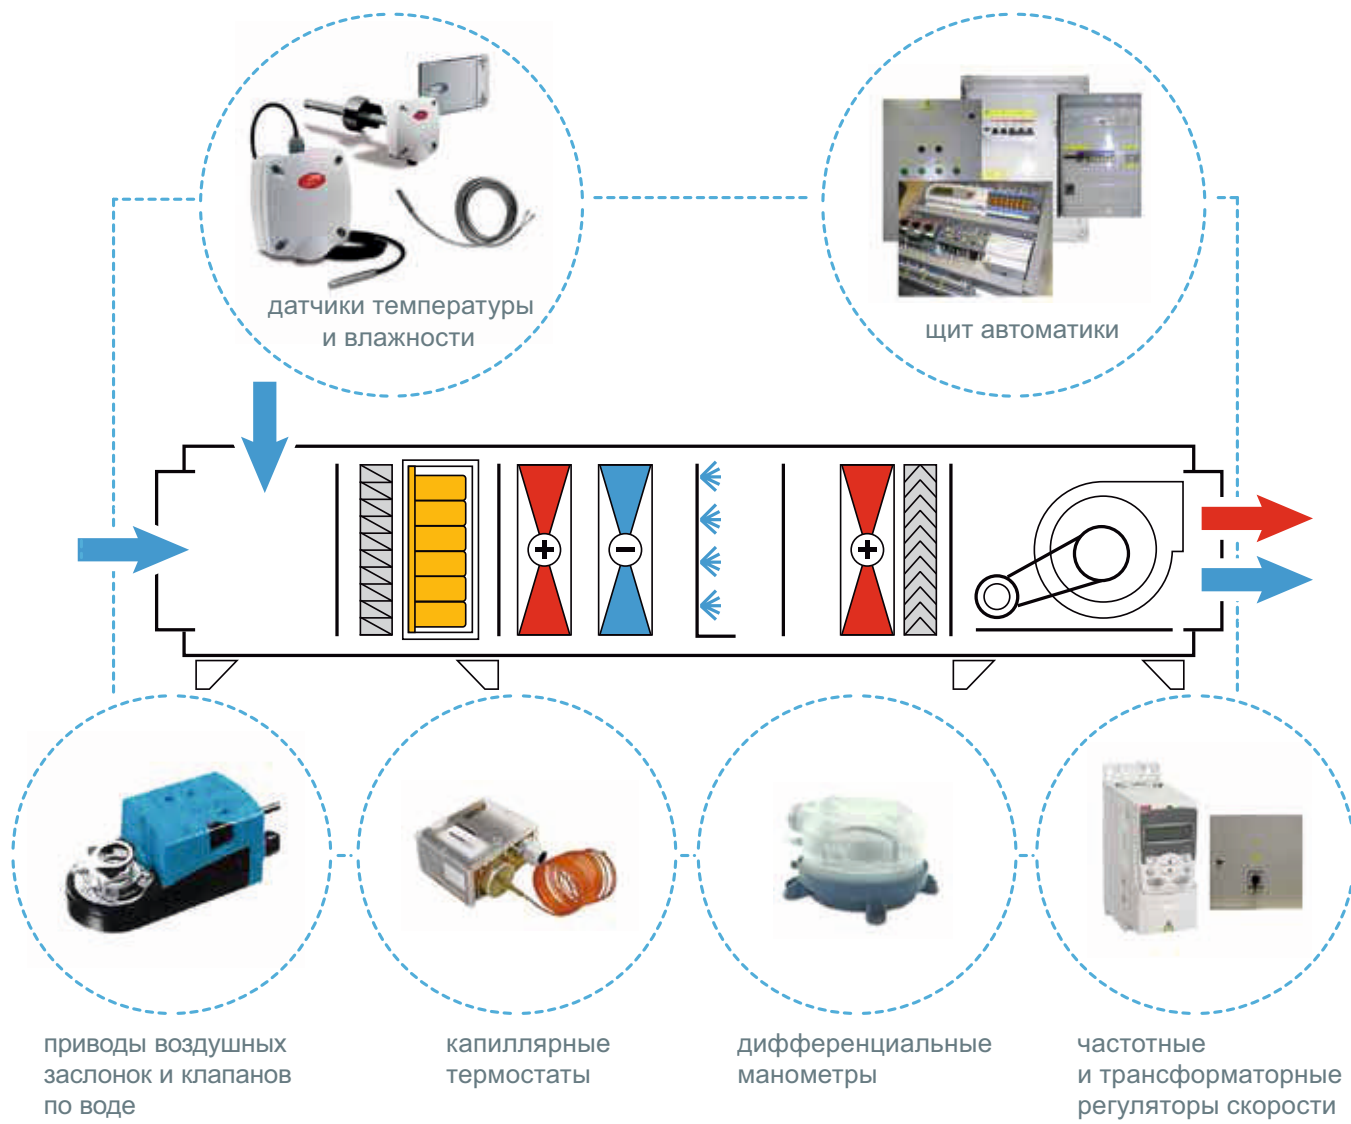 датчики температуры
и влажности
щит автоматики
приводы воздушных
заслонок и клапанов
по воде
капиллярные
термостаты
дифференциальные
манометры
частотные
и трансформаторные
регуляторы скорости